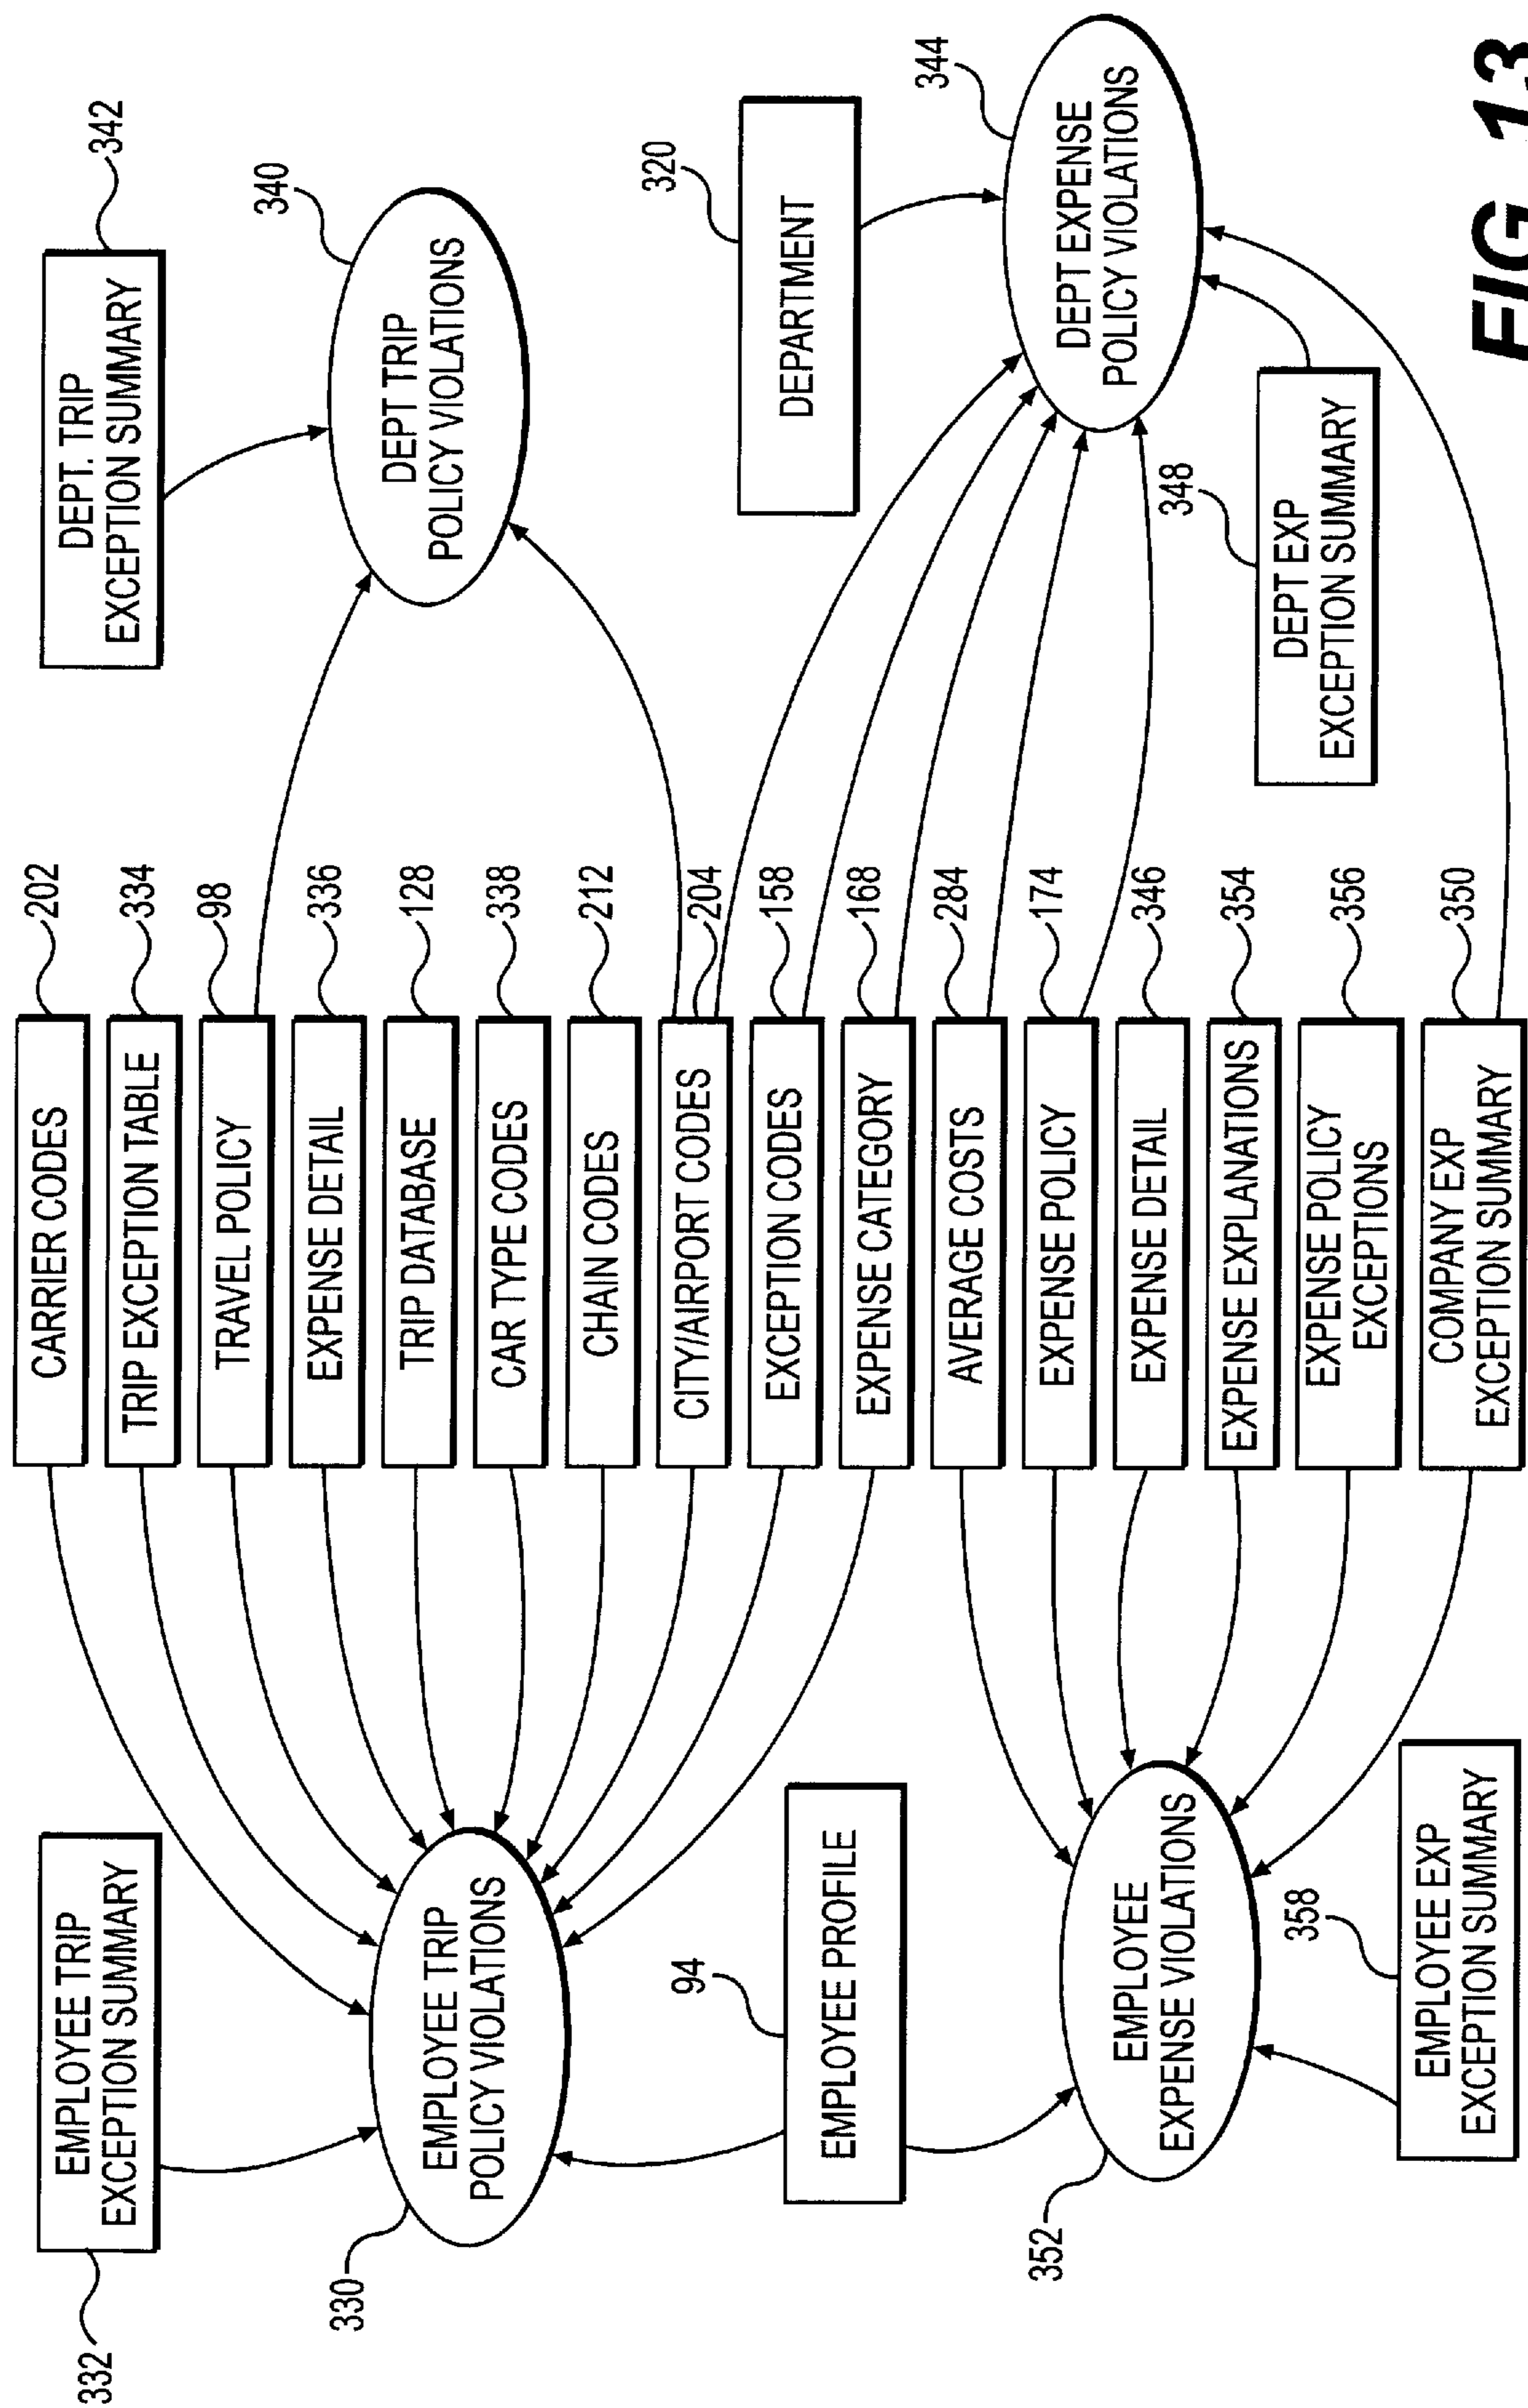 EMPLOYEE TRIP
EXCEPTION SUMMARY
332
EMPLOYEE TRIP
POLICY VIOLATIONS
330
EMPLOYEE PROFILE
94
EMPLOYEE
EXPENSE VIOLATIONS
352
EMPLOYEE EXP
EXCEPTION SUMMARY
358
CARRIER CODES
202
TRIP EXCEPTION TABLE
334
TRAVEL POLICY
98
EXPENSE DETAIL
336
TRIP DATABASE
128
CAR TYPE CODES
338
CHAIN CODES
212
CITY/AIRPORT CODES
204
EXCEPTION CODES
158
EXPENSE CATEGORY
168
AVERAGE COSTS
284
EXPENSE POLICY
174
EXPENSE DETAIL
346
EXPENSE EXPLANATIONS
354
EXPENSE POLICY
EXCEPTIONS
356
COMPANY EXP
EXCEPTION SUMMARY
350
DEPT. TRIP
EXCEPTION SUMMARY
342
DEPT TRIP
POLICY VIOLATIONS
340
DEPARTMENT
320
DEPT EXPENSE
POLICY VIOLATIONS
344
DEPT EXP
EXCEPTION SUMMARY
348
FIG 13